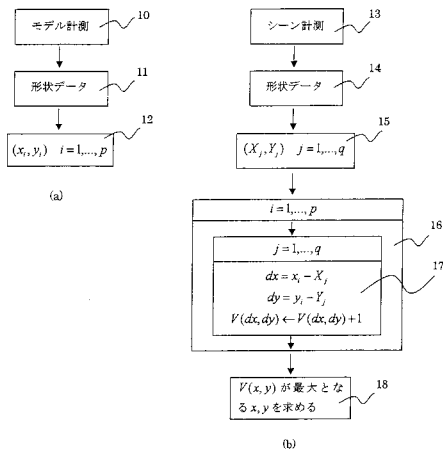 モデル計測
10
形状データ
11
12
(x_i, y_i) i = 1,..., p
(a)
シーン計測
13
形状データ
14
15
(X_j, Y_j) j = 1,..., q
i = 1,..., p
16
j = 1,..., q
17
dx = x_i − X_j
dy = y_i − Y_j
V(dx, dy) ← V(dx, dy) + 1
V(x, y) が最大とな
る x, y を求める
18
(b)